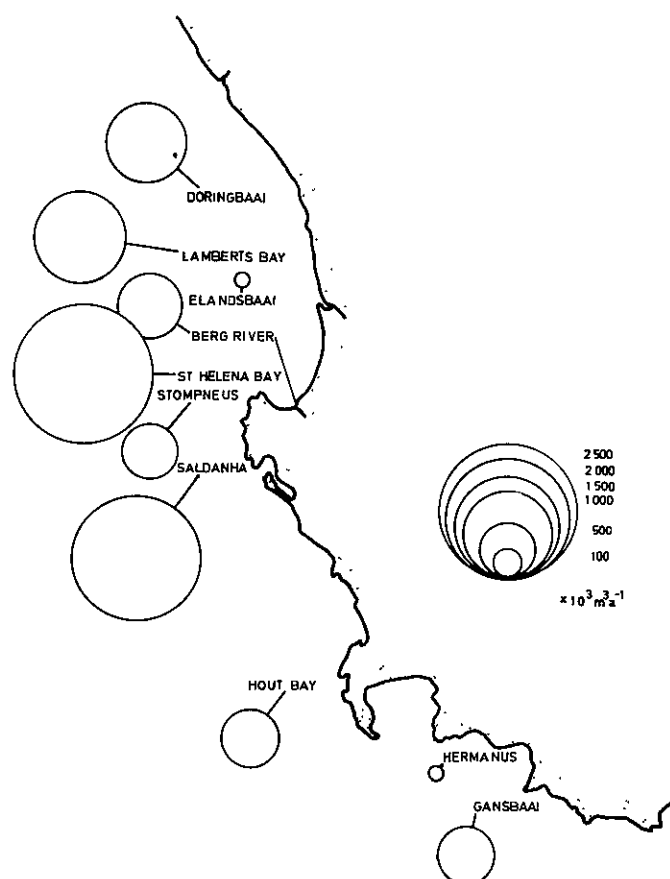 DORINGBAAI
LAMBERTS BAY
ELANDSBAAI
BERG RIVER
ST HELENA BAY
STOMPNEUS
SALDANHA
2 500
2 000
1 500
1 000
500
100
x 10³ m³ a⁻¹
HOUT BAY
HERMANUS
GANSBAAI